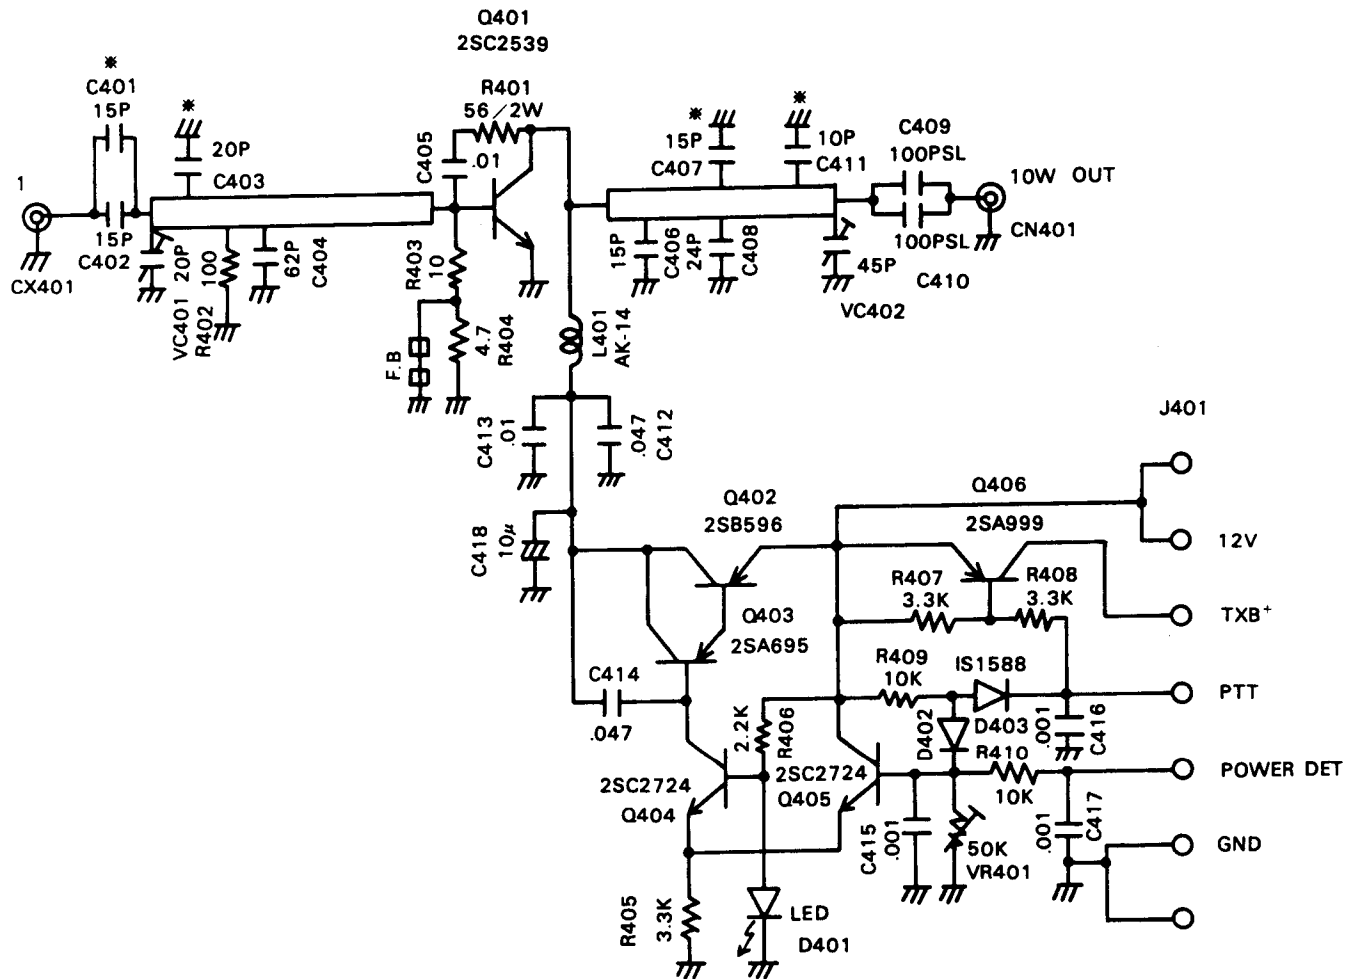 Q401
2SC2539
※
C401
15P
※
20P
C403
R401
56/2W
C405
.01
※
15P
C407
※
10P
C411
C409
100PSL
10W OUT
1
CX401
15P
C402
VC401 20P
R402 100
62P
C404
R403
10
4.7
R404
F.B
15P
C406
24P
C408
45P
VC402
100PSL
C410
CN401
L401
AK-14
C413
.01
.047
C412
J401
Q402
2SB596
Q406
2SA999
12V
C418
10μ
R407
3.3K
R408
3.3K
TXB+
Q403
2SA695
R409
10K
IS1588
PTT
C414
.047
2.2K
R406
D402
D403
.001
C416
2SC2724
Q404
2SC2724
Q405
R410
10K
POWER DET
C415
.001
50K
VR401
.001
C417
GND
R405
3.3K
LED
D401